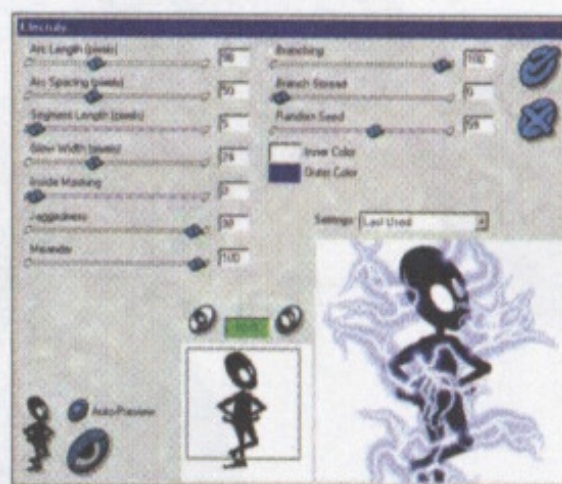 Electrify
Arc Length (pixels)
Arc Spacing (pixels)
50
Segment Length (pixels)
5
Glow Width (pixels)
Inside Masking
0
Jaggedness
Meander
100
Branching
100
Branch Spread
0
Random Seed
Inner Color
Outer Color
Settings: Last Used
Auto-Preview